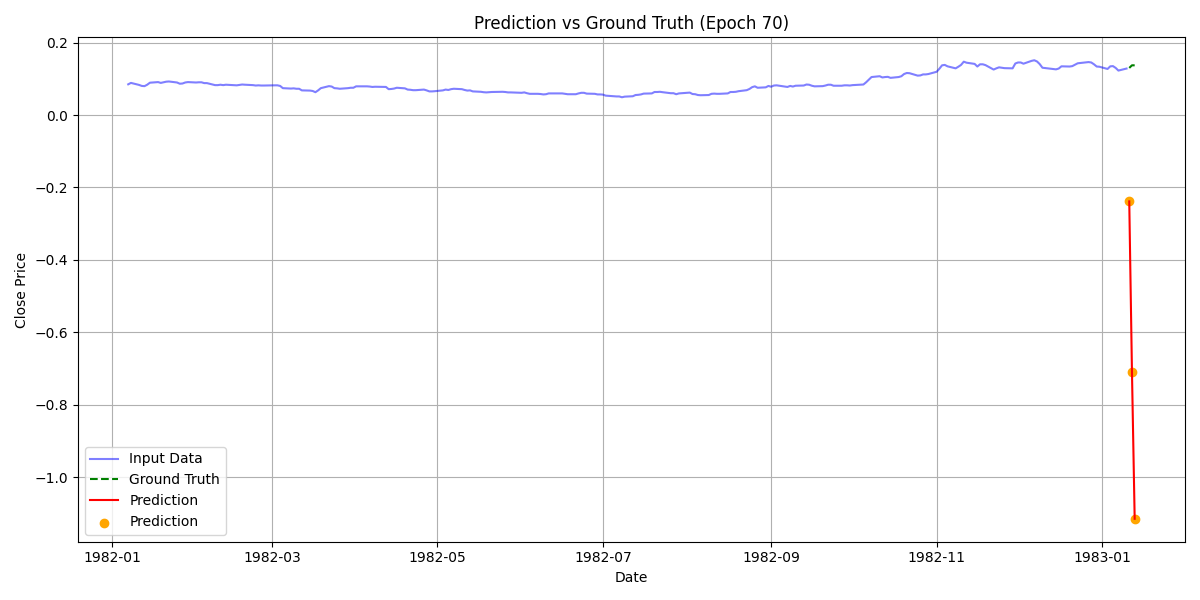 Prediction vs Ground Truth (Epoch 70)
Close Price
0.2
0.0
−0.2
−0.4
−0.6
−0.8
−1.0
Input Data
Ground Truth
Prediction
Prediction
1982-01 1982-03 1982-05 1982-07 1982-09 1982-11 1983-01
Date